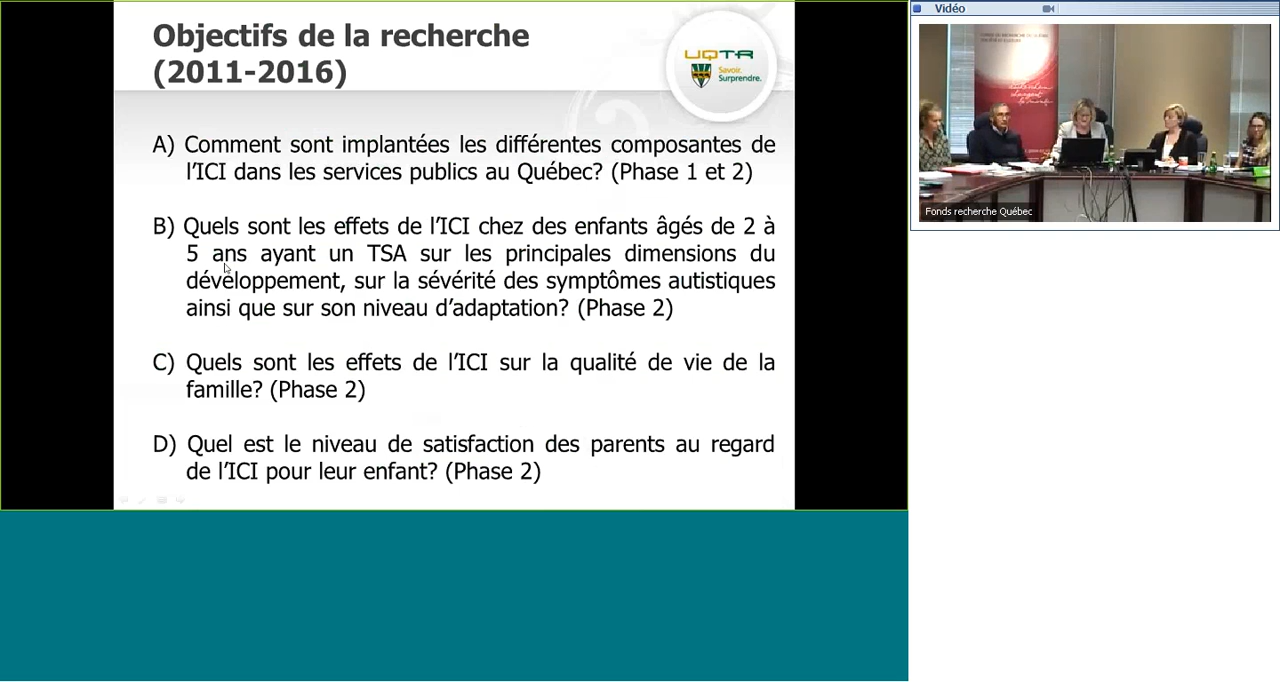 Objectifs de la recherche
(2011-2016)
UQTR
Savoir.
Surprendre.
A) Comment sont implantées les différentes composantes de
l'ICI dans les services publics au Québec? (Phase 1 et 2)
B) Quels sont les effets de l'ICI chez des enfants âgés de 2 à
5 ans ayant un TSA sur les principales dimensions du
développement, sur la sévérité des symptômes autistiques
ainsi que sur son niveau d'adaptation? (Phase 2)
C) Quels sont les effets de l'ICI sur la qualité de vie de la
famille? (Phase 2)
D) Quel est le niveau de satisfaction des parents au regard
de l'ICI pour leur enfant? (Phase 2)
Vidéo
Fonds recherche Québec